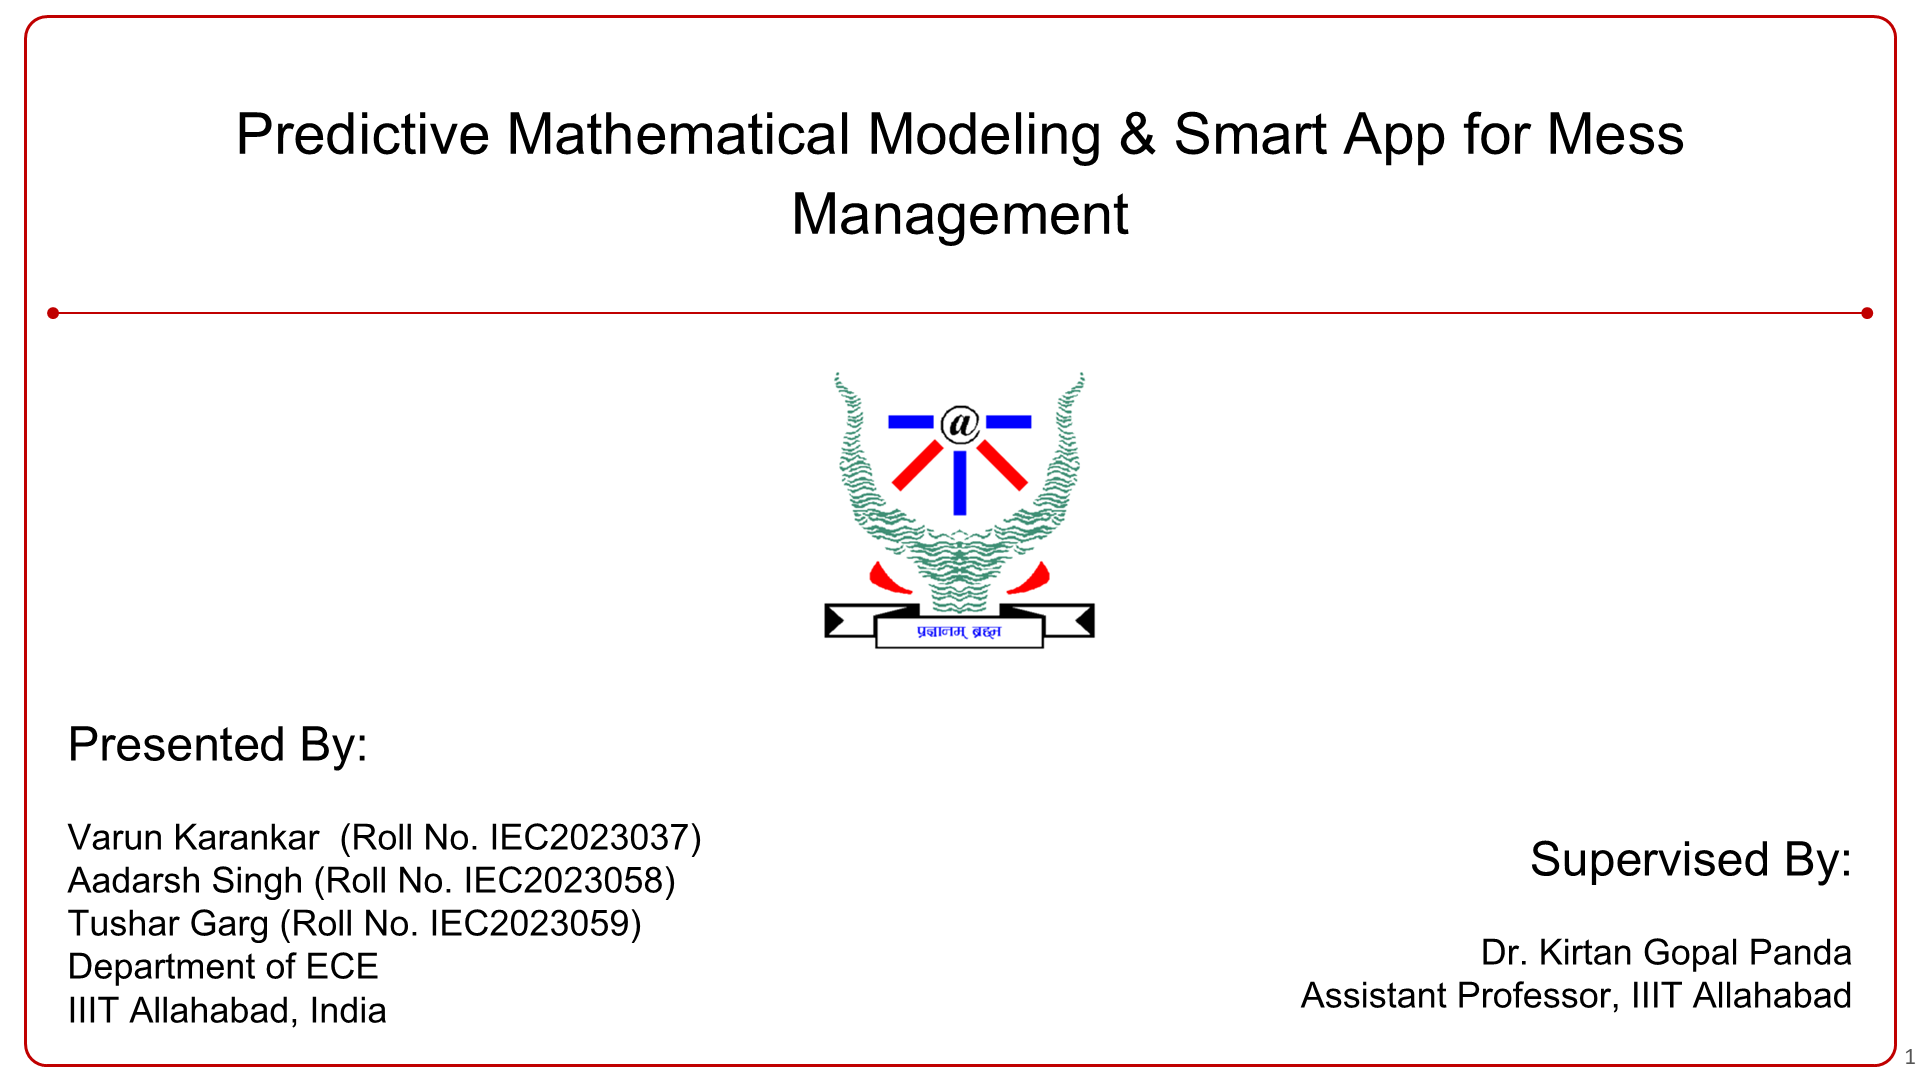 Predictive Mathematical Modeling & Smart App for Mess
Management
@
प्रज्ञानम् ब्रह्म
Presented By:
Varun Karankar  (Roll No. IEC2023037)
Aadarsh Singh (Roll No. IEC2023058)
Tushar Garg (Roll No. IEC2023059)
Department of ECE
IIIT Allahabad, India
Supervised By:
Dr. Kirtan Gopal Panda
Assistant Professor, IIIT Allahabad
1